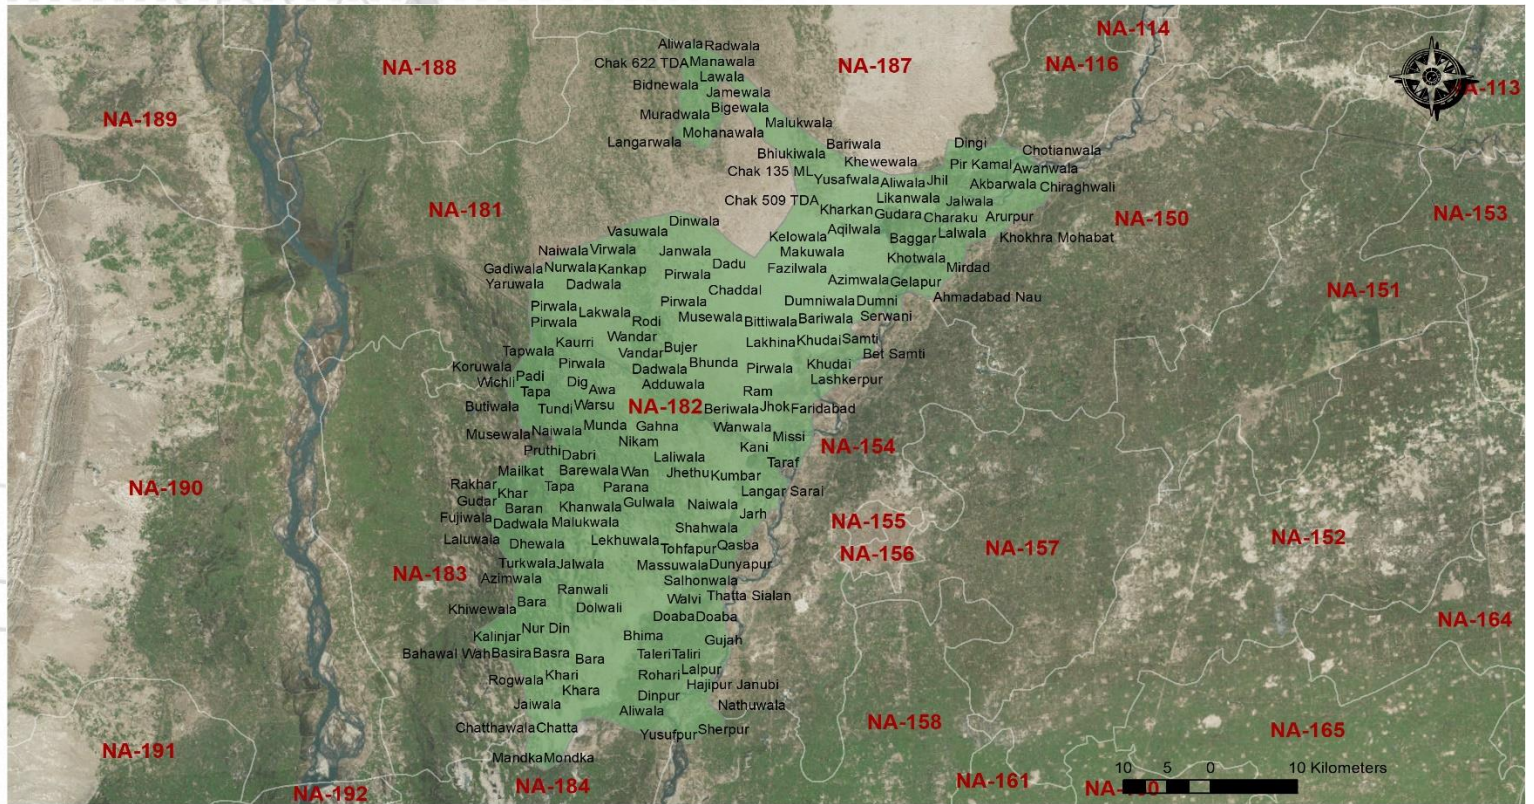 NA-114
Aliwala Radwala
NA-188
Chak 622 TDA Manawala
NA-187
NA-116
Lawala
Bidnewala
Jamewala
NA-113
Bigewala
Muradwala
NA-189
Malukwala
Mohanawala
Langarwala
Bariwala
Dingi
Chotianwala
Bhiukiwala
Khewewala
Pir Kamal Awanwala
Chak 135 ML
Yusafwala Aliwala Jhil
Akbarwala Chiraghwali
Chak 509 TDA
Likanwala
Jalwala
NA-181
Kharkan
Gudara Charaku Arurpur
NA-150
NA-153
Dinwala
Vasuwala
Aqilwala
Lalwala
Kelowala
Baggar
Khokhra Mohabat
Naiwala Virwala
Janwala
Makuwala
Khotwala
Gadiwala Nurwala Kankap
Dadu
Fazilwala
Mirdad
Pirwala
Yaruwala
Dadwala
Chaddal
Azimwala Gelapur
NA-151
Pirwala
Pirwala
Dumniwala Dumni
Ahmadabad Nau
Lakwala
Musewala
Bariwala
Serwani
Pirwala
Rodi
Bittiwala
Wandar
Kaurri
Lakhina Khudai Samti
Tapwala
Vandar Bujer
Bet Samti
Koruwala
Pirwala
Dadwala
Bhunda
Pirwala
Khudai
Wichli Padi
Dig
Adduwala
Lashkerpur
Tapa
Awa
Ram
Butiwala
Tundi Warsu
NA-182
Beriwala Jhok Faridabad
Munda
Gahna
Wanwala
Musewala Naiwala
Missi
Nikam
Kani
NA-154
Pruthi Dabri
Laliwala
Taraf
Mailkat
Barewala Wan
Jhethu Kumbar
Rakhar
Tapa
Parana
Langar Sarai
NA-190
Khar
Gudar
Baran
Khanwala
Gulwala
Naiwala
Jarh
Fujiwala
Dadwala Malukwala
NA-155
Shahwala
Laluwala
Dhewala
Lekhuwala
Tohfapur Qasba
NA-152
NA-156
NA-157
Turkwala Jalwala
Massuwala Dunyapur
NA-183
Azimwala
Salhonwala
Ranwali
Thatta Sialan
Khiwewala
Bara
Dolwali
Walvi
Doaba Doaba
NA-164
Nur Din
Kalinjar
Bhima
Gujah
Bahawal Wah Basira Basra
Bara
Taleri Taliri
Rogwala
Khari
Rohari
Lalpur
Khara
Hajipur Janubi
Dinpur
Jaiwala
Nathuwala
Aliwala
NA-158
Chatthawala Chatta
Sherpur
NA-165
Yusufpur
NA-191
Mandka Mondka
10 5 0 10 Kilometers
NA-184
NA-161
NA-192